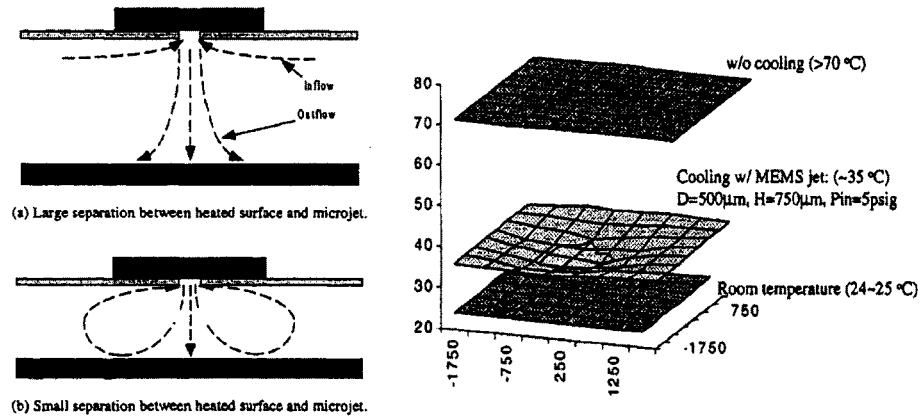 Inflow
Outflow
(a) Large separation between heated surface and microjet.
(b) Small separation between heated surface and microjet.
w/o cooling (>70 °C)
Cooling w/ MEMS jet: (~35 °C)
D=500μm, H=750μm, Pin=5psig
Room temperature (24~25 °C)
80
70
60
50
40
30
20
-1750
-750
250
1250
750
-1750